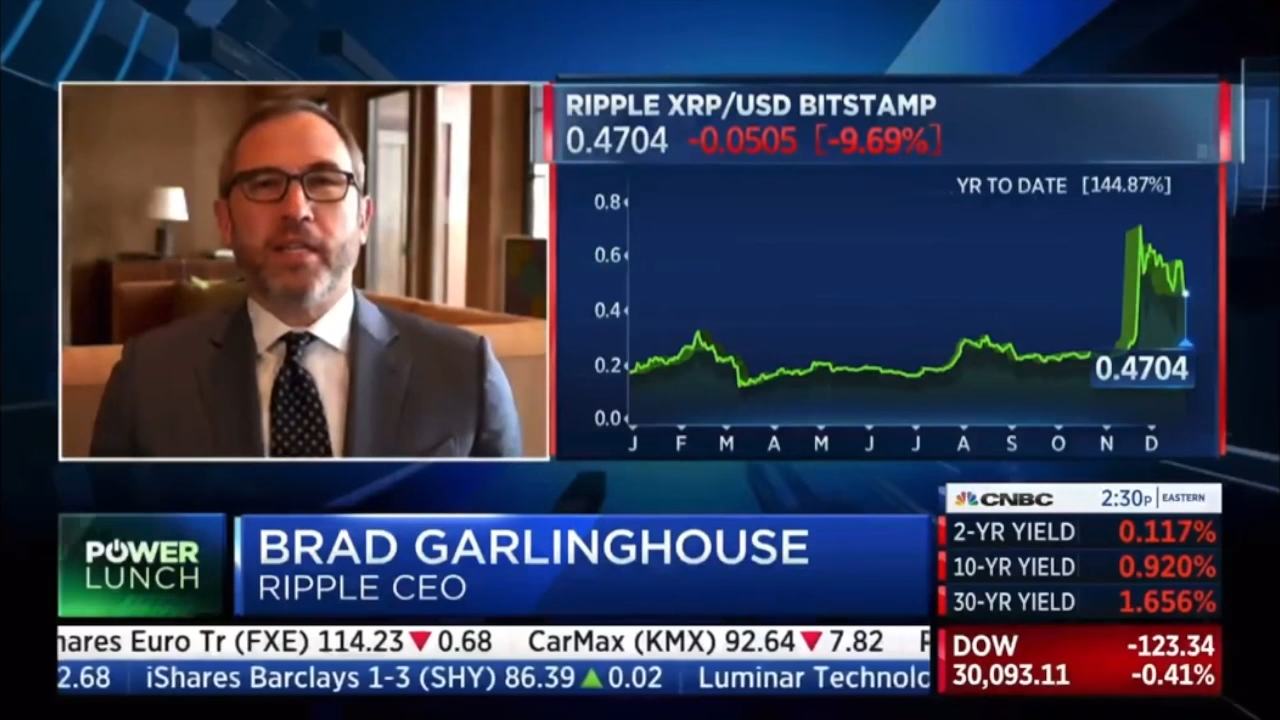 RIPPLE XRP/USD BITSTAMP
0.4704 -0.0505 [-9.69%]
YR TO DATE [144.87%]
0.8
0.6
0.4
0.2
0.0
0.4704
J F M A M J J A S O N D
CNBC 2:30P EASTERN
2-YR YIELD 0.117%
10-YR YIELD 0.920%
30-YR YIELD 1.656%
DOW -123.34
30,093.11 -0.41%
POWER
LUNCH
BRAD GARLINGHOUSE
RIPPLE CEO
hares Euro Tr (FXE) 114.23▼0.68 CarMax (KMX) 92.64▼7.82
2.68 iShares Barclays 1-3 (SHY) 86.39▲0.02 Luminar Technolo